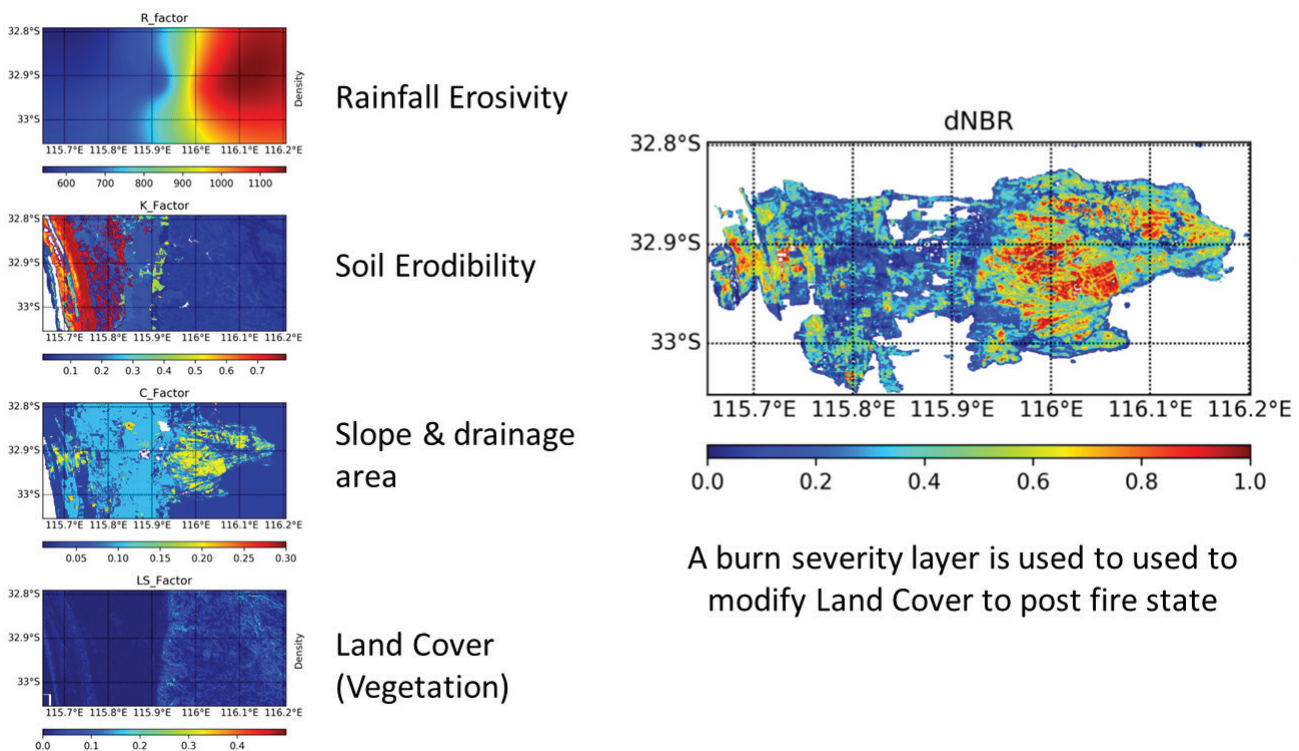 R_factor
32.8°S
32.9°S
33°S
115.7°E 115.8°E 115.9°E 116°E 116.1°E 116.2°E
Density
600 700 800 900 1000 1100
Rainfall Erosivity
K_Factor
32.8°S
32.9°S
33°S
115.7°E 115.8°E 115.9°E 116°E 116.1°E 116.2°E
0.1 0.2 0.3 0.4 0.5 0.6 0.7
Soil Erodibility
C_Factor
32.8°S
32.9°S
33°S
115.7°E 115.8°E 115.9°E 116°E 116.1°E 116.2°E
0.05 0.10 0.15 0.20 0.25 0.30
Slope & drainage
area
LS_Factor
32.8°S
32.9°S
33°S
115.7°E 115.8°E 115.9°E 116°E 116.1°E 116.2°E
Density
0.0 0.1 0.2 0.3 0.4
Land Cover
(Vegetation)
dNBR
32.8°S
32.9°S
33°S
115.7°E 115.8°E 115.9°E 116°E 116.1°E 116.2°E
0.0 0.2 0.4 0.6 0.8 1.0
A burn severity layer is used to used to
modify Land Cover to post fire state